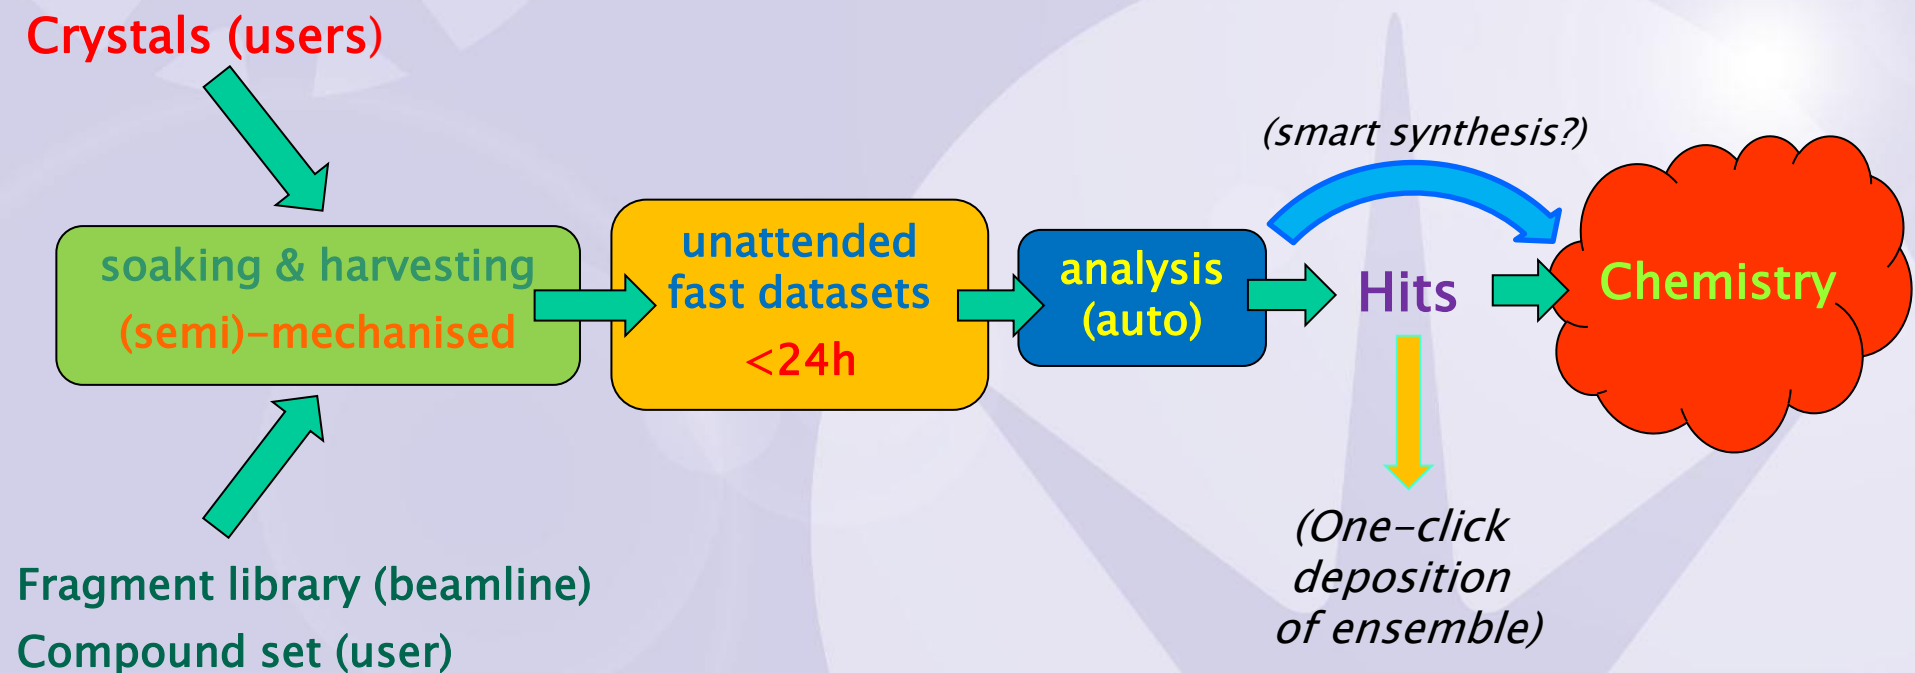 Crystals (users)
(smart synthesis?)
soaking & harvesting
(semi)-mechanised
unattended
fast datasets
<24h
analysis
(auto)
Hits
Chemistry
(One-click
deposition
of ensemble)
Fragment library (beamline)
Compound set (user)